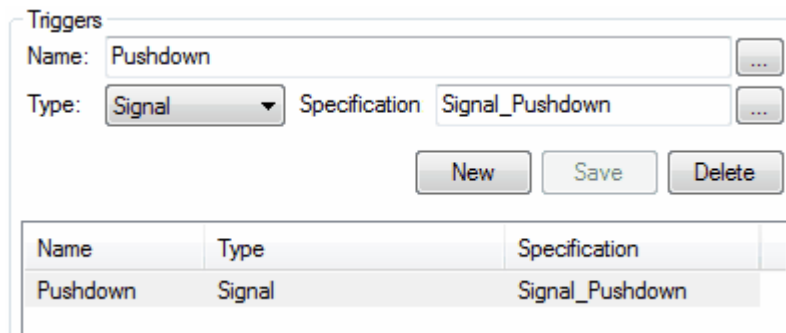 Triggers
Name: Pushdown ...
Type: Signal Specification Signal_Pushdown ...
New Save Delete
Name Type Specification
Pushdown Signal Signal_Pushdown